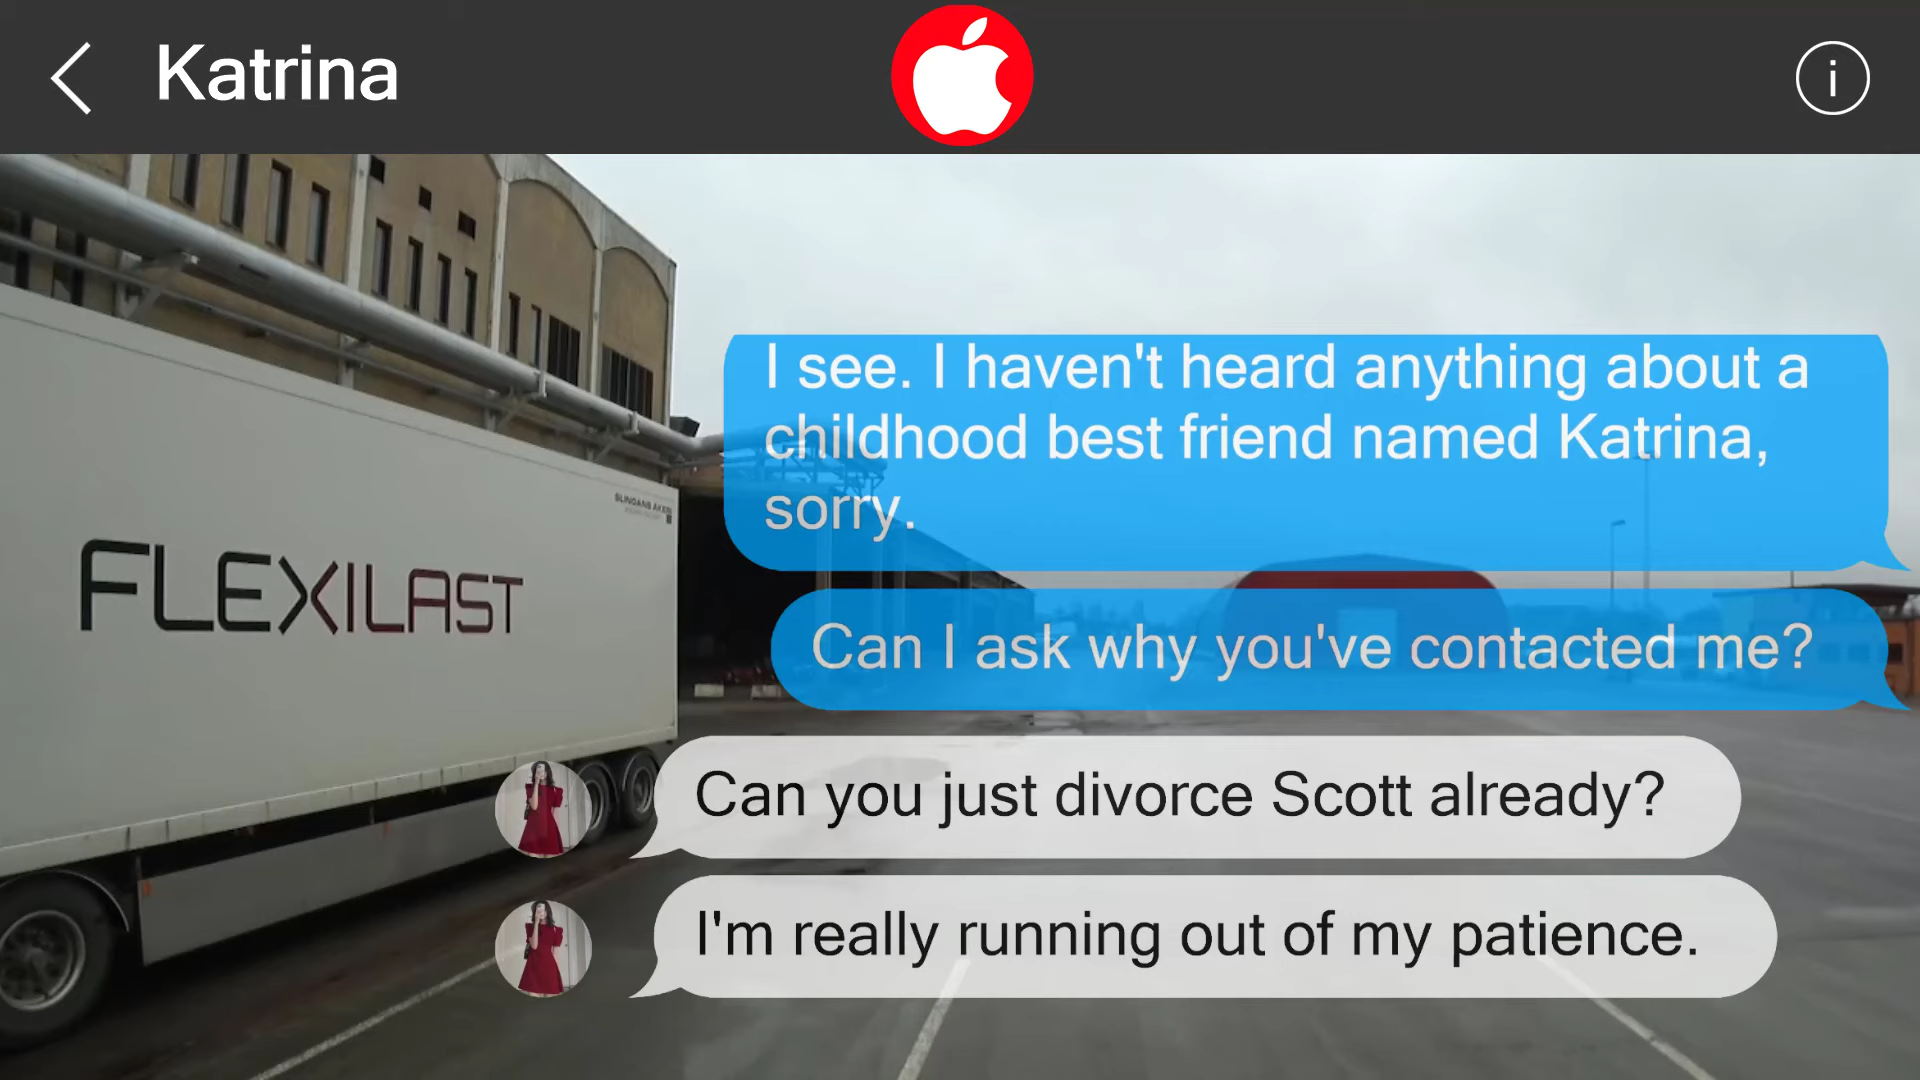 Katrina
i
I see. I haven't heard anything about a
childhood best friend named Katrina,
sorry.
Can I ask why you've contacted me?
FLEXILAST
Can you just divorce Scott already?
I'm really running out of my patience.